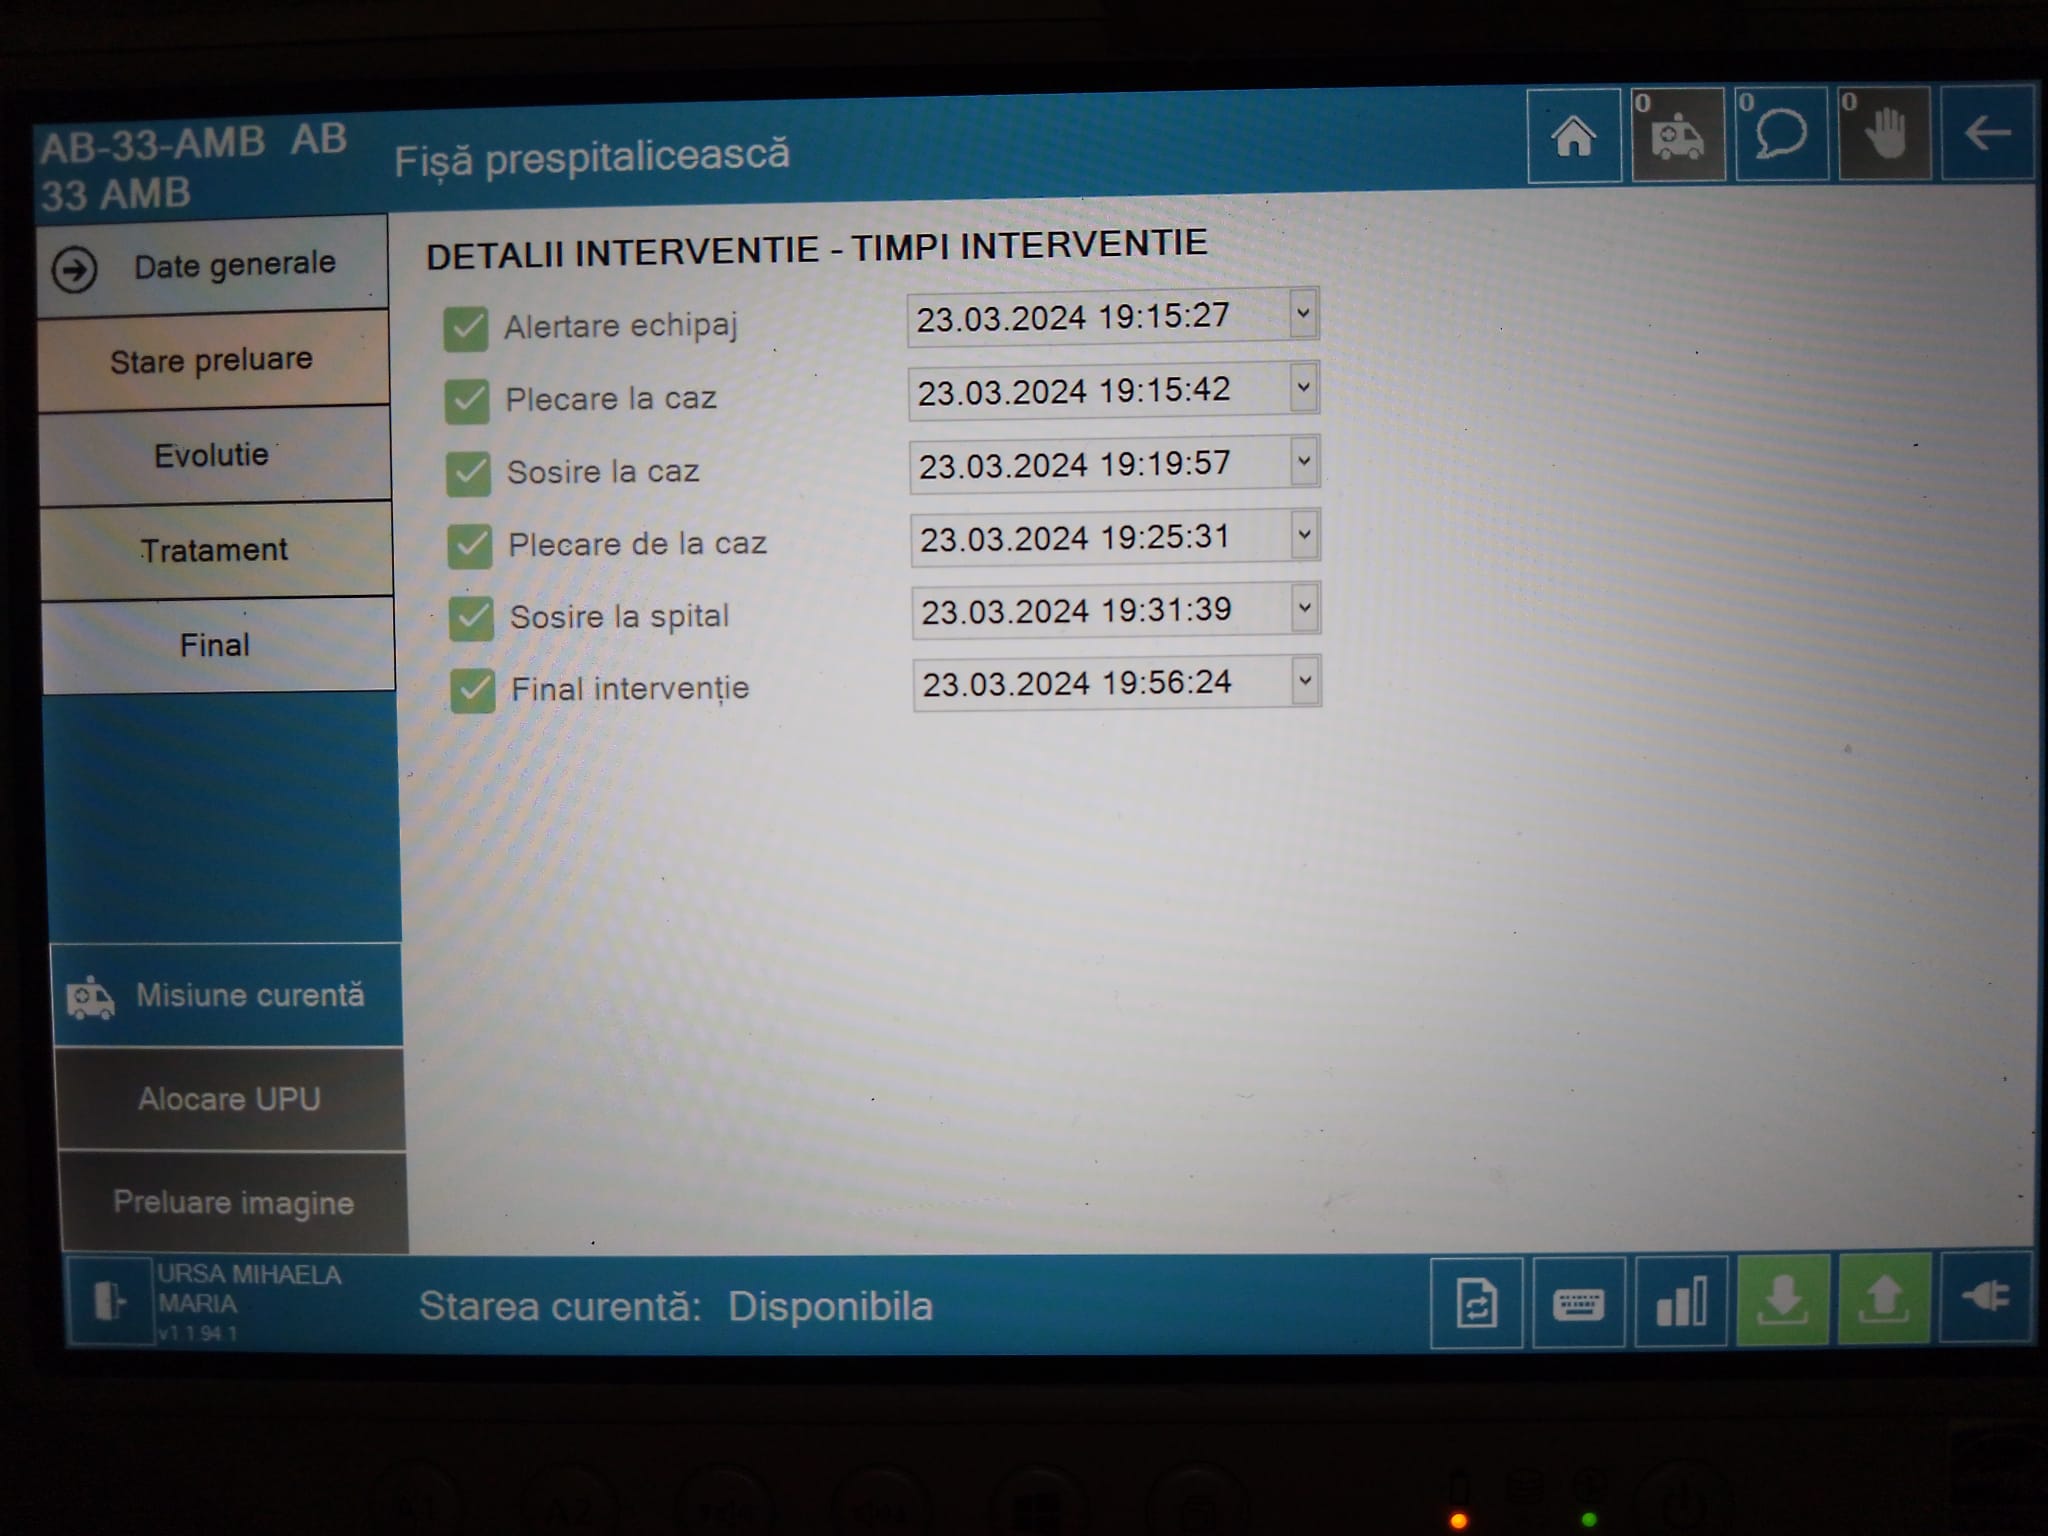 AB-33-AMB AB
33 AMB
Fișă prespitalicească
0
0
0
Date generale
Stare preluare
Evolutie
Tratament
Final
DETALII INTERVENTIE - TIMPI INTERVENTIE
Alertare echipaj 23.03.2024 19:15:27
Plecare la caz 23.03.2024 19:15:42
Sosire la caz 23.03.2024 19:19:57
Plecare de la caz 23.03.2024 19:25:31
Sosire la spital 23.03.2024 19:31:39
Final intervenție 23.03.2024 19:56:24
Misiune curentă
Alocare UPU
Preluare imagine
URSA MIHAELA
MARIA
v1.1.94.1
Starea curentă: Disponibila
A1
A2